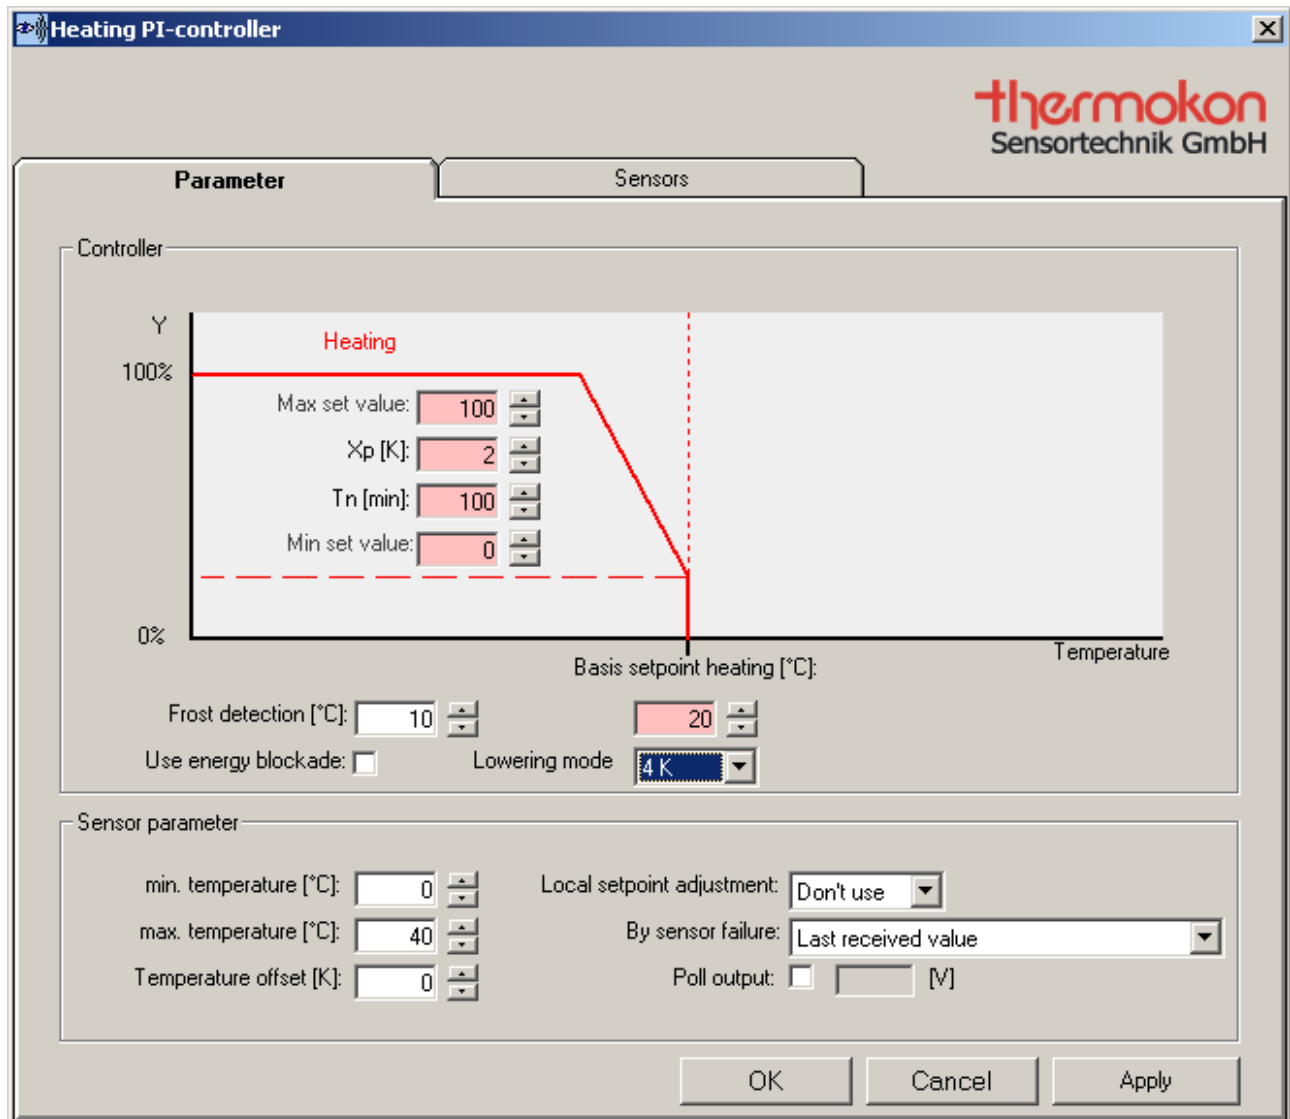 Heating PI-controller
thermokon
Sensortechnik GmbH
Parameter
Sensors
Controller
Y
Heating
100%
Max set value: 100
Xp [K]: 2
Tn [min]: 100
Min set value: 0
0%
Temperature
Basis setpoint heating [°C]:
Frost detection [°C]: 10 20
Use energy blockade: Lowering mode 4 K
Sensor parameter
min. temperature [°C]: 0 Local setpoint adjustment: Don't use
max. temperature [°C]: 40 By sensor failure: Last received value
Temperature offset [K]: 0 Poll output: [V]
OK Cancel Apply